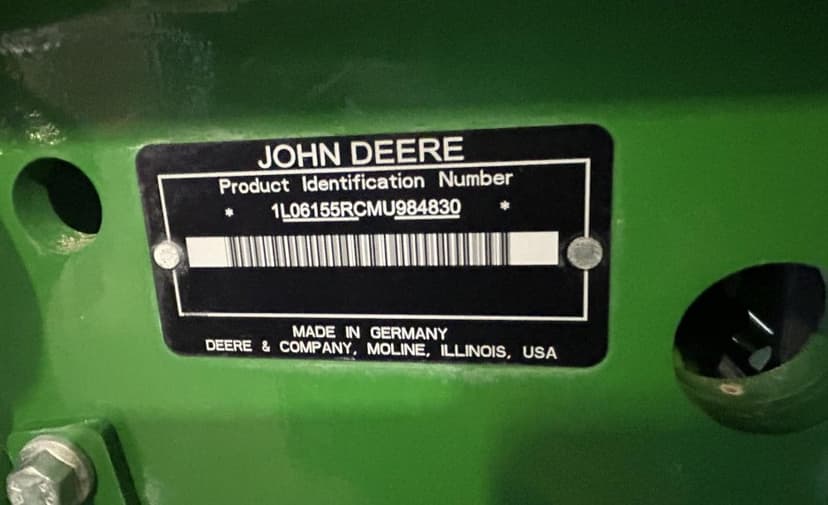 JOHN DEERE
Product Identification Number
* 1L06155RCMU984830 *
MADE IN GERMANY
DEERE & COMPANY, MOLINE, ILLINOIS, USA